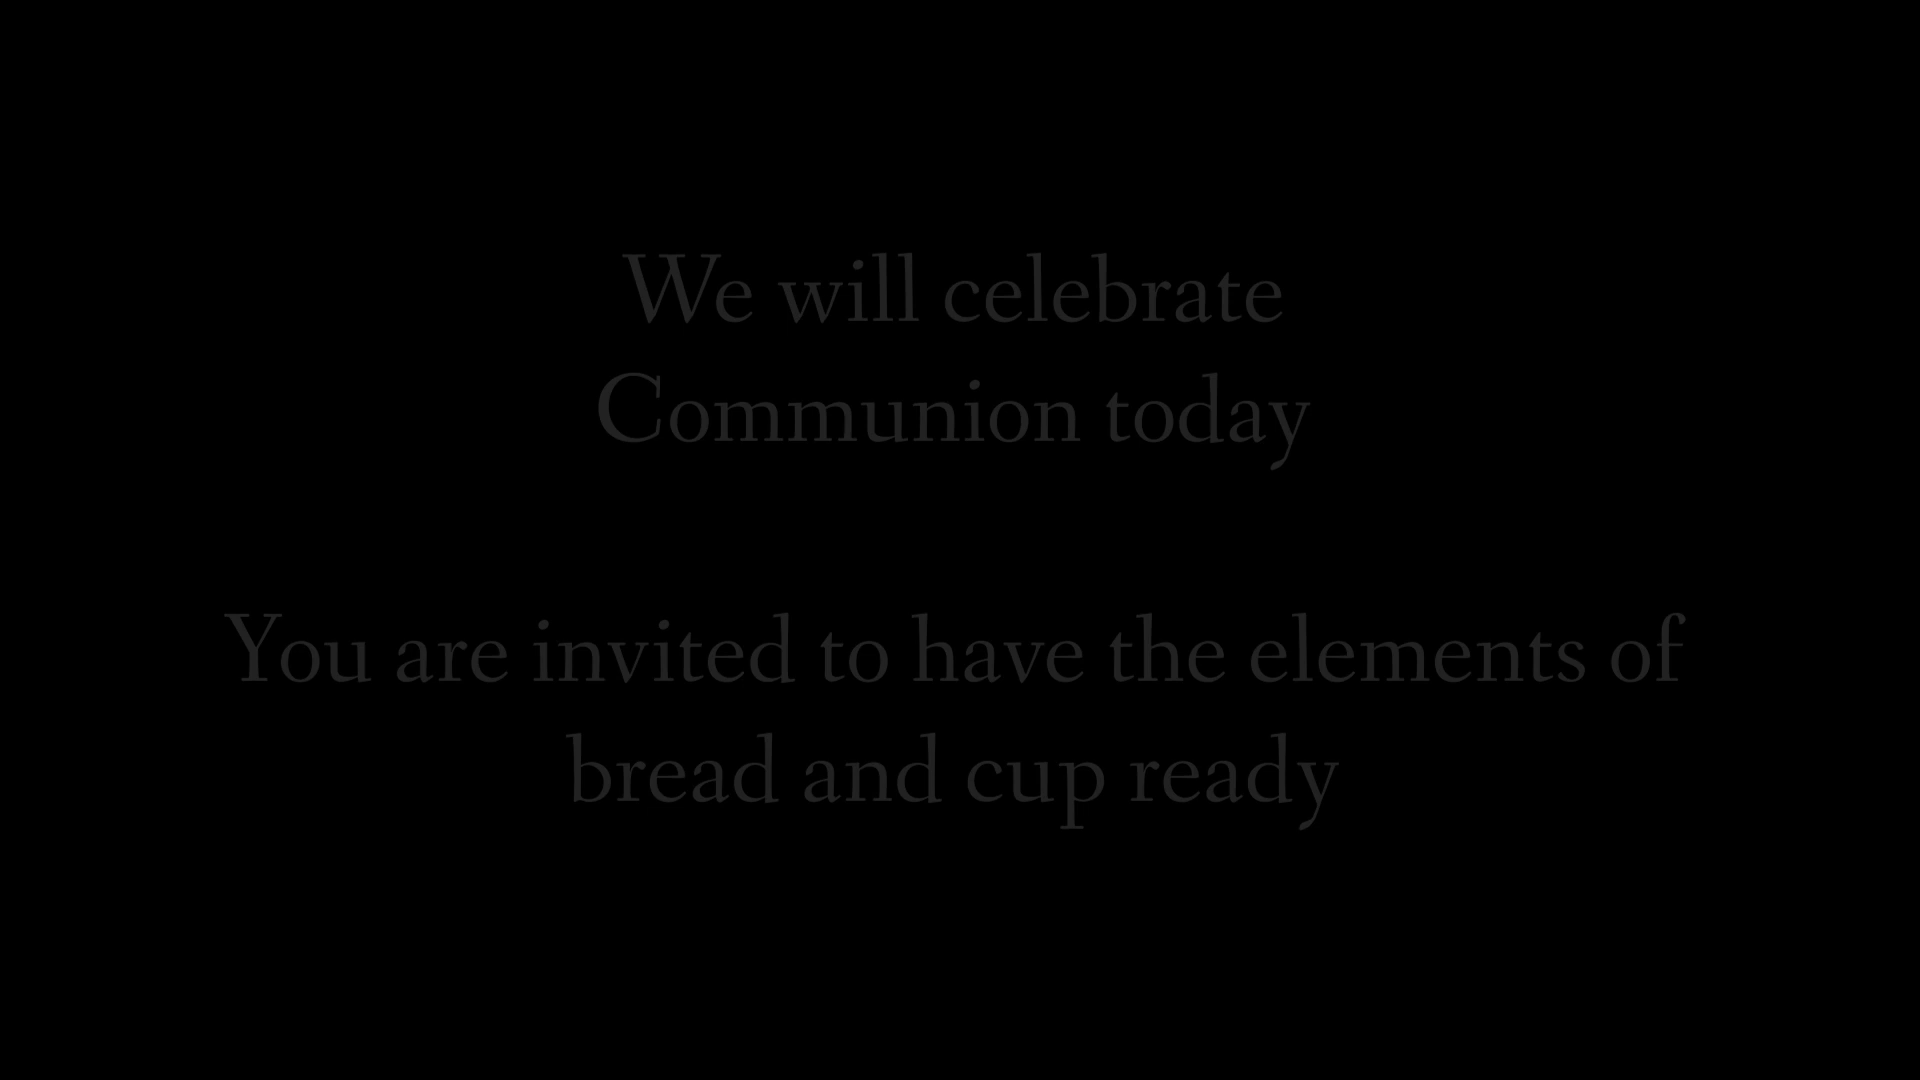 We will celebrate
Communion today
You are invited to have the elements of
bread and cup ready